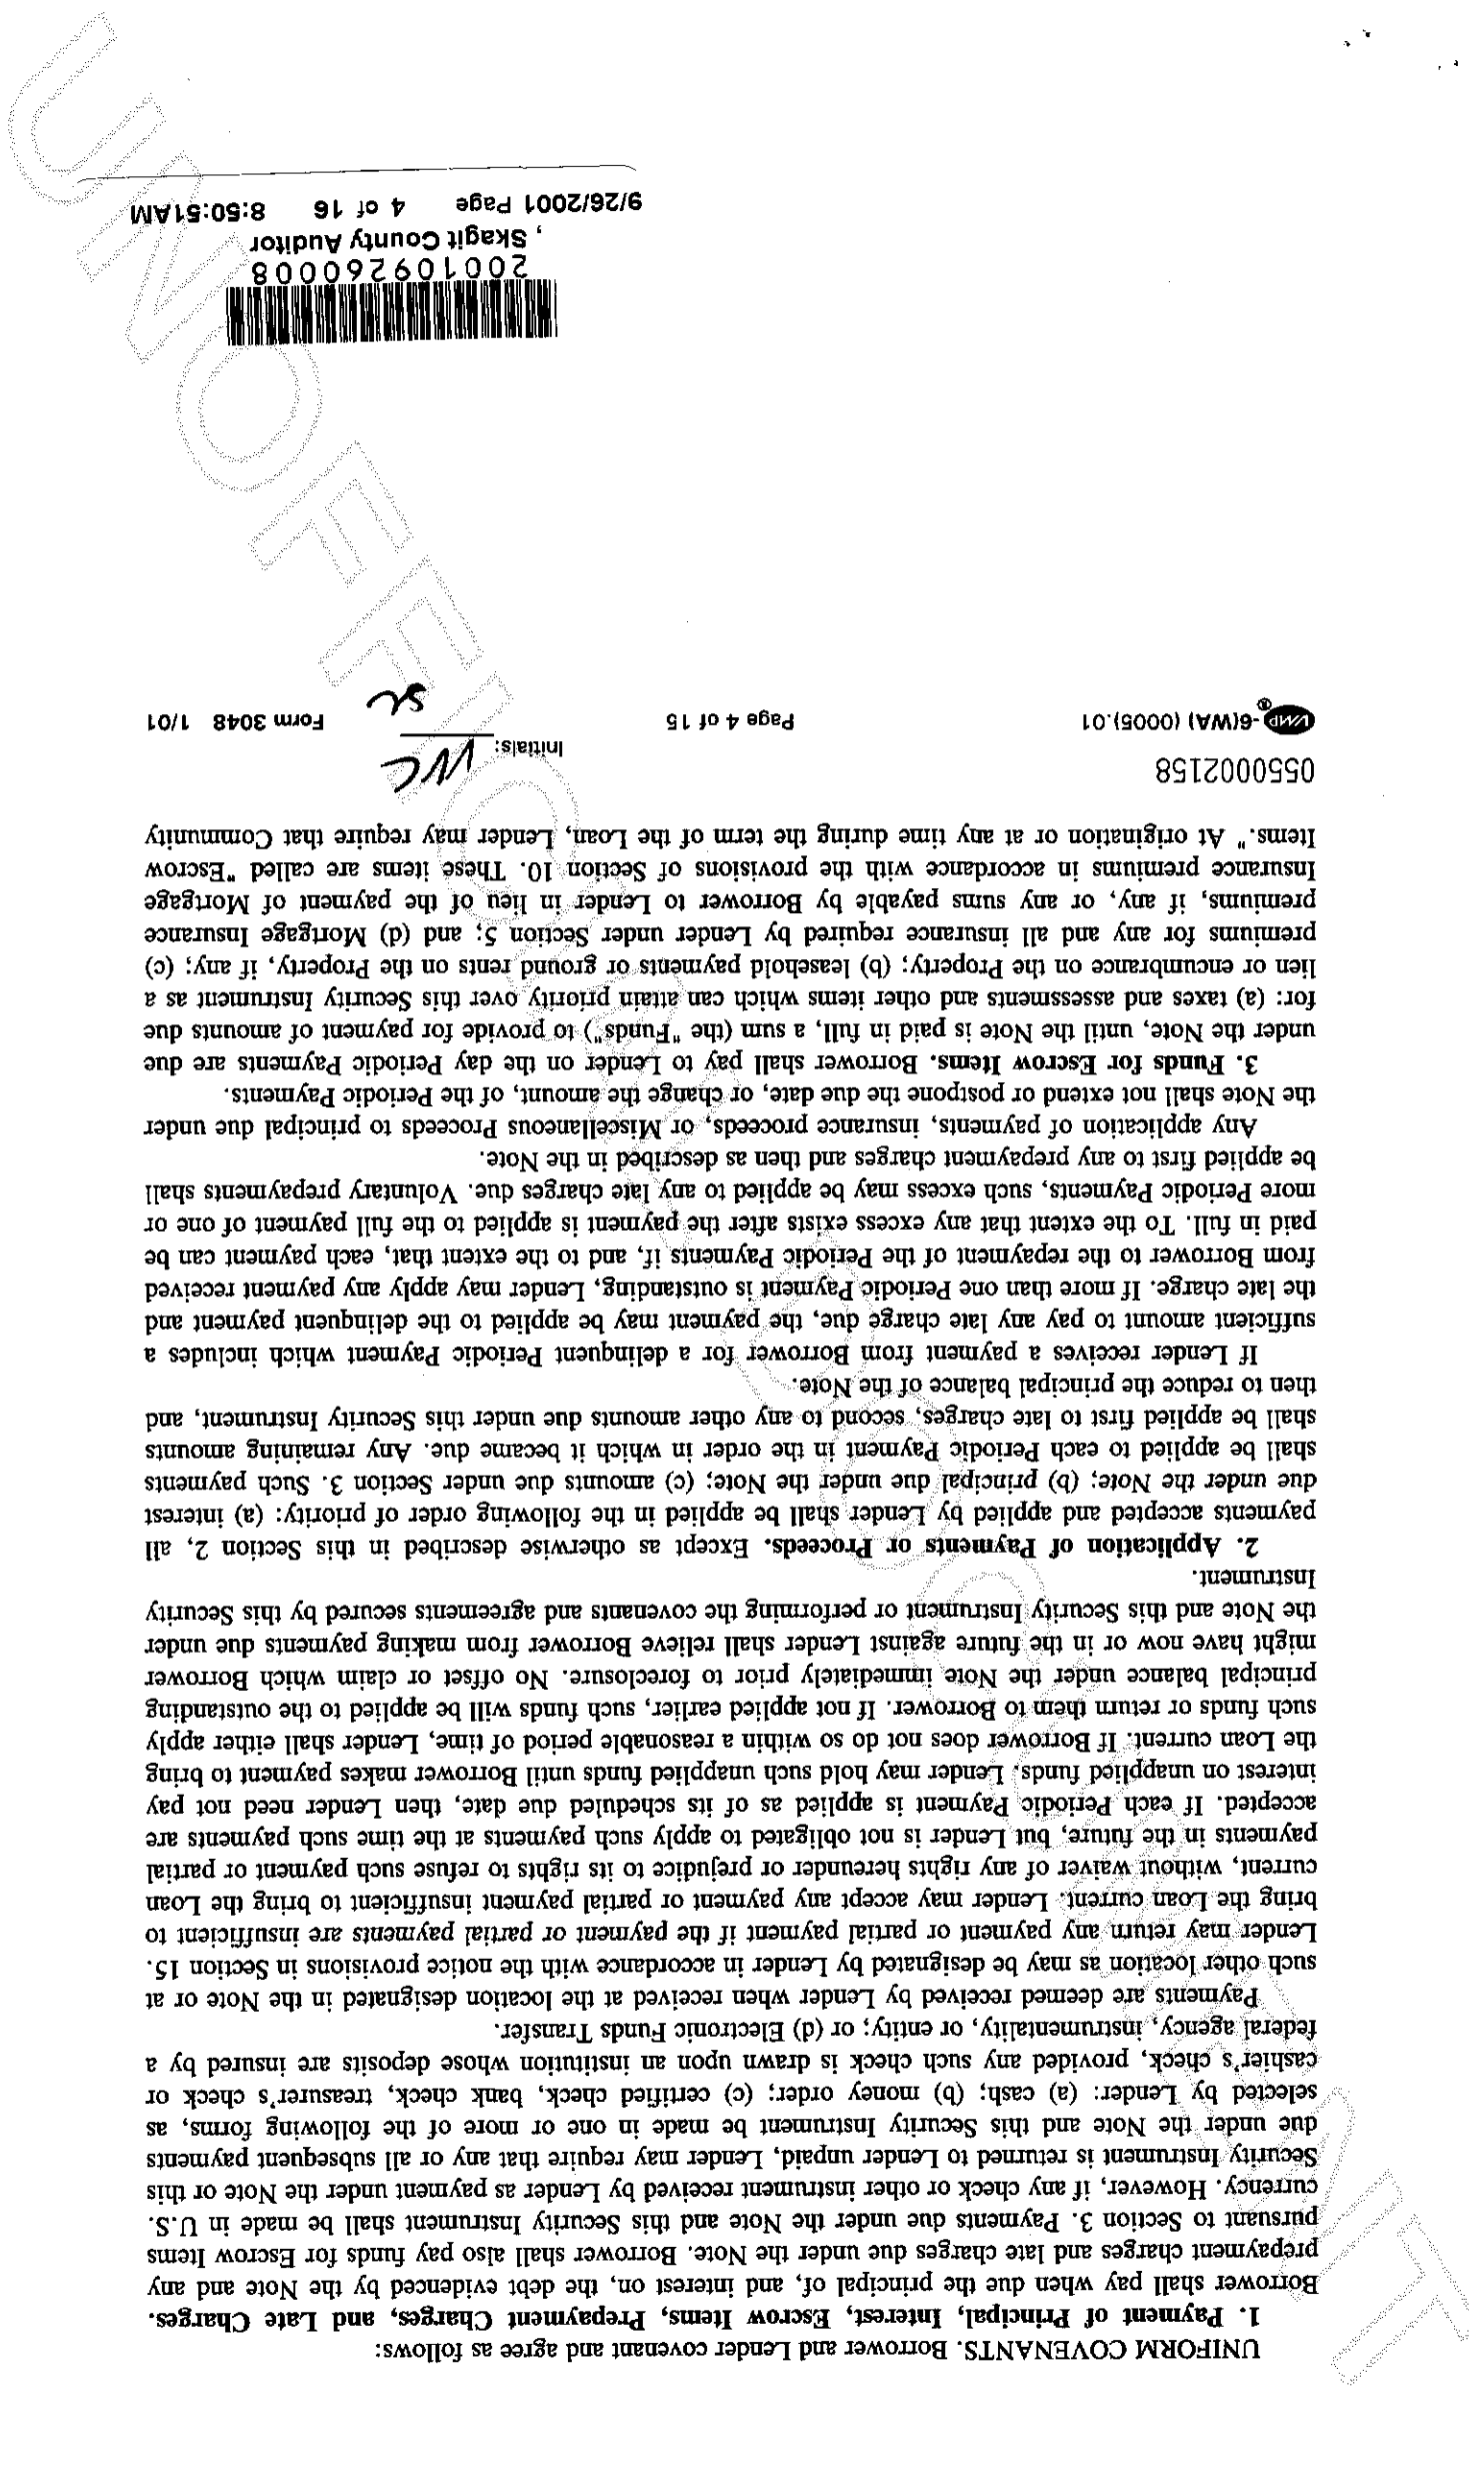 UNIFORM COVENANTS. Borrower and Lender covenant and agree as follows:
1. Payment of Principal, Interest, Escrow Items, Prepayment Charges, and Late Charges.
Borrower shall pay when due the principal of, and interest on, the debt evidenced by the Note and any
prepayment charges and late charges due under the Note. Borrower shall also pay funds for Escrow Items
pursuant to Section 3. Payments due under the Note and this Security Instrument shall be made in U.S.
currency. However, if any check or other instrument received by Lender as payment under the Note or this
Security Instrument is returned to Lender unpaid, Lender may require that any or all subsequent payments
due under the Note and this Security Instrument be made in one or more of the following forms, as
selected by Lender: (a) cash; (b) money order; (c) certified check, bank check, treasurer's check or
cashier's check, provided any such check is drawn upon an institution whose deposits are insured by a
federal agency, instrumentality, or entity; or (d) Electronic Funds Transfer.
Payments are deemed received by Lender when received at the location designated in the Note or at
such other location as may be designated by Lender in accordance with the notice provisions in Section 15.
Lender may return any payment or partial payment if the payment or partial payments are insufficient to
bring the Loan current. Lender may accept any payment or partial payment insufficient to bring the Loan
current, without waiver of any rights hereunder or prejudice to its rights to refuse such payment or partial
payments in the future, but Lender is not obligated to apply such payments at the time such payments are
accepted. If each Periodic Payment is applied as of its scheduled due date, then Lender need not pay
interest on unapplied funds. Lender may hold such unapplied funds until Borrower makes payment to bring
the Loan current. If Borrower does not do so within a reasonable period of time, Lender shall either apply
such funds or return them to Borrower. If not applied earlier, such funds will be applied to the outstanding
principal balance under the Note immediately prior to foreclosure. No offset or claim which Borrower
might have now or in the future against Lender shall relieve Borrower from making payments due under
the Note and this Security Instrument or performing the covenants and agreements secured by this Security
Instrument.
2. Application of Payments or Proceeds. Except as otherwise described in this Section 2, all
payments accepted and applied by Lender shall be applied in the following order of priority: (a) interest
due under the Note; (b) principal due under the Note; (c) amounts due under Section 3. Such payments
shall be applied to each Periodic Payment in the order in which it became due. Any remaining amounts
shall be applied first to late charges, second to any other amounts due under this Security Instrument, and
then to reduce the principal balance of the Note.
If Lender receives a payment from Borrower for a delinquent Periodic Payment which includes a
sufficient amount to pay any late charge due, the payment may be applied to the delinquent payment and
the late charge. If more than one Periodic Payment is outstanding, Lender may apply any payment received
from Borrower to the repayment of the Periodic Payments if, and to the extent that, each payment can be
paid in full. To the extent that any excess exists after the payment is applied to the full payment of one or
more Periodic Payments, such excess may be applied to any late charges due. Voluntary prepayments shall
be applied first to any prepayment charges and then as described in the Note.
Any application of payments, insurance proceeds, or Miscellaneous Proceeds to principal due under
the Note shall not extend or postpone the due date, or change the amount, of the Periodic Payments.
3. Funds for Escrow Items. Borrower shall pay to Lender on the day Periodic Payments are due
under the Note, until the Note is paid in full, a sum (the "Funds") to provide for payment of amounts due
for: (a) taxes and assessments and other items which can attain priority over this Security Instrument as a
lien or encumbrance on the Property; (b) leasehold payments or ground rents on the Property, if any; (c)
premiums for any and all insurance required by Lender under Section 5; and (d) Mortgage Insurance
premiums, if any, or any sums payable by Borrower to Lender in lieu of the payment of Mortgage
Insurance premiums in accordance with the provisions of Section 10. These items are called "Escrow
Items." At origination or at any time during the term of the Loan, Lender may require that Community
0550002158
Initials: VVC
SC
VMP®-6(WA) (0005).01 Page 4 of 15 Form 3048 1/01
200109260008
, Skagit County Auditor
9/26/2001 Page 4 of 16 8:50:51AM
UNOFFICIAL DOCUMENT